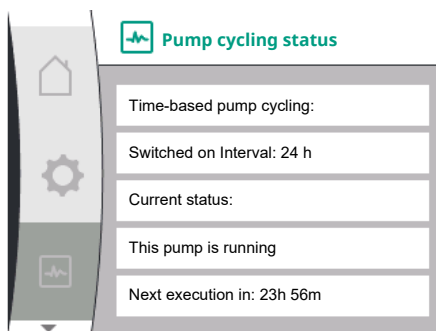 Pump cycling status
Time-based pump cycling:
Switched on Interval: 24 h
Current status:
This pump is running
Next execution in: 23h 56m